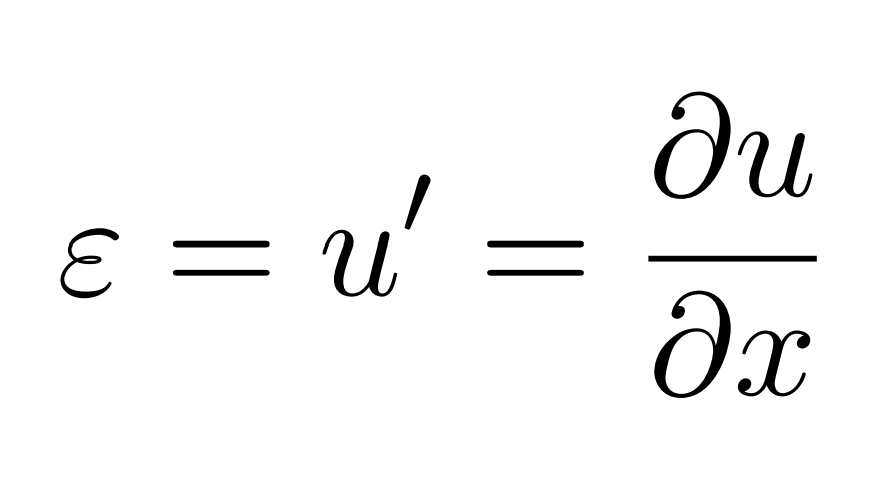 ε = u′ = ∂u/∂x